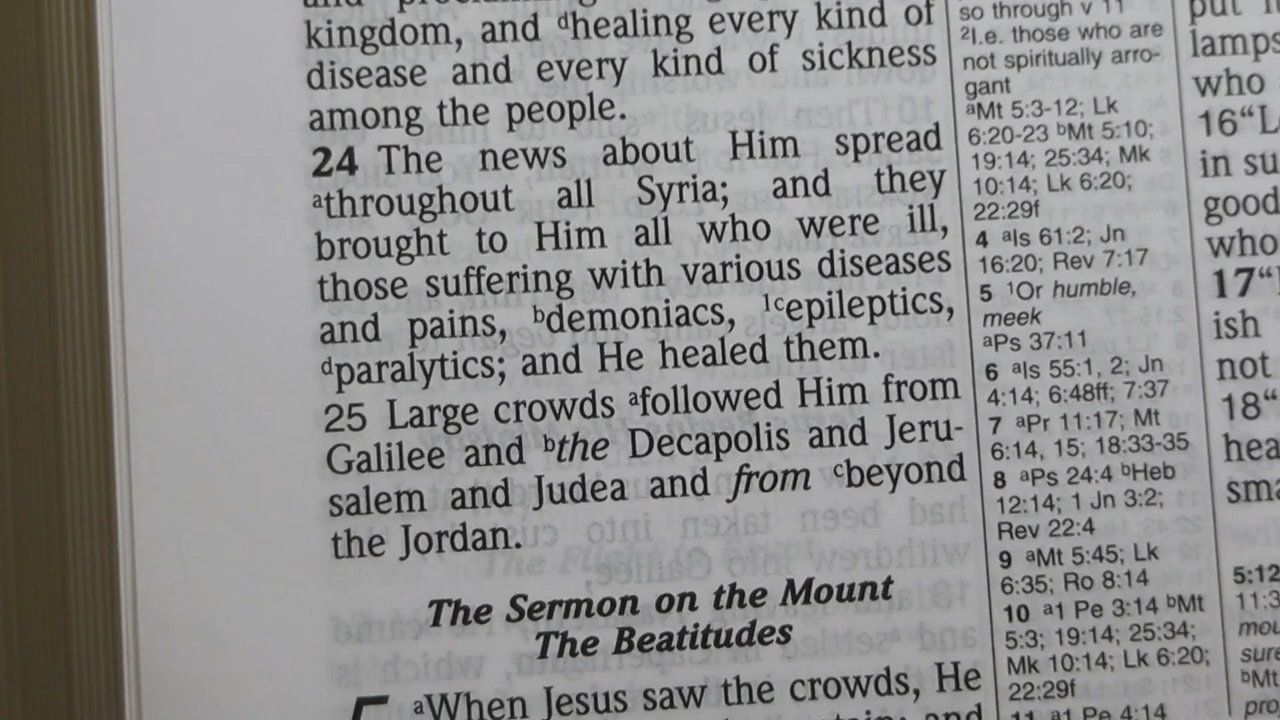 kingdom, and dhealing every kind of
disease and every kind of sickness
among the people.
24 The news about Him spread
athroughout all Syria; and they
brought to Him all who were ill,
those suffering with various diseases
and pains, bdemoniacs, 1cepileptics,
dparalytics; and He healed them.
25 Large crowds afollowed Him from
Galilee and bthe Decapolis and Jeru-
salem and Judea and from cbeyond
the Jordan.
The Sermon on the Mount
The Beatitudes
5 aWhen Jesus saw the crowds, He
so through v 11
2I.e. those who are
not spiritually arro-
gant
aMt 5:3-12; Lk
6:20-23 bMt 5:10;
19:14; 25:34; Mk
10:14; Lk 6:20;
22:29f
4 aIs 61:2; Jn
16:20; Rev 7:17
5 1Or humble,
meek
aPs 37:11
6 aIs 55:1, 2; Jn
4:14; 6:48ff; 7:37
7 aPr 11:17; Mt
6:14, 15; 18:33-35
8 aPs 24:4 bHeb
12:14; 1 Jn 3:2;
Rev 22:4
9 aMt 5:45; Lk
6:35; Ro 8:14
10 a1 Pe 3:14 bMt
5:3; 19:14; 25:34;
Mk 10:14; Lk 6:20;
22:29f
11 a1 Pe 4:14
put
lamps
who
16"L
in su
good
who
17"
ish
not
18"
hea
sma
5:12
11:3
mou
sure
bMt
pro